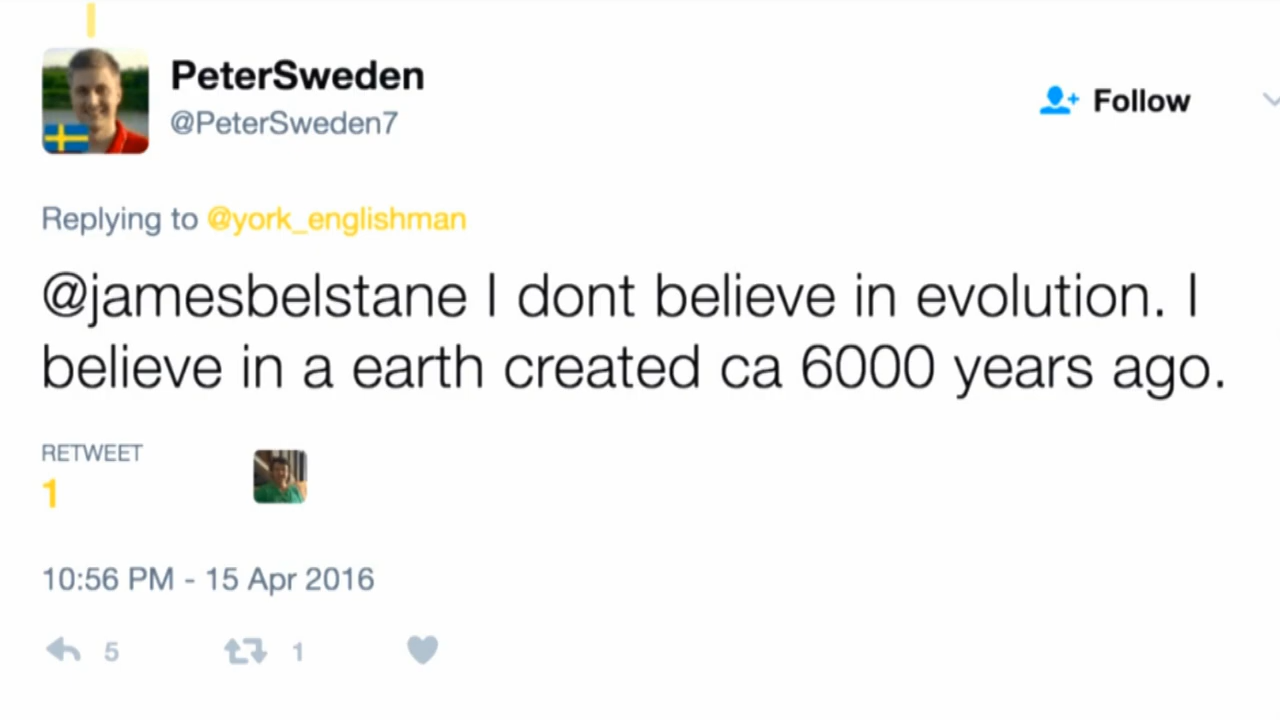 PeterSweden
@PeterSweden7
Follow
Replying to @york_englishman
@jamesbelstane I dont believe in evolution. I
believe in a earth created ca 6000 years ago.
RETWEET
1
10:56 PM - 15 Apr 2016
5 1